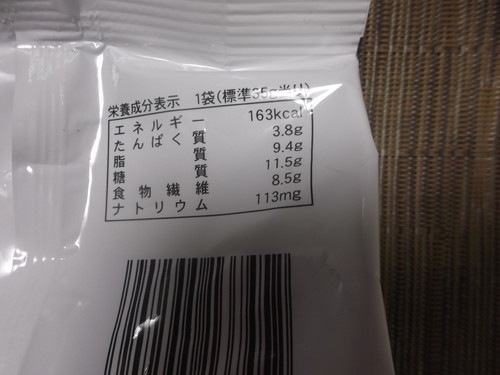 栄養成分表示 1袋(標準35g当り)
エネルギー 163kcal
たんぱく質 3.8g
脂質 9.4g
糖質 11.5g
食物繊維 8.5g
ナトリウム 113mg